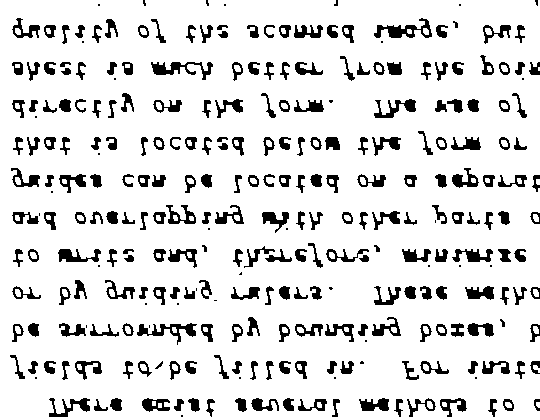 There exist several methods to d
fields to be filled in. For insta
be surrounded by bounding boxes, b
or by guiding rulers. These metho
to write and, therefore, minimize
and overlapping with other parts o
guides can be located on a separat
that is located below the form or
directly on the form. The use of
sheet is much better from the poin
quality of the scanned image, but